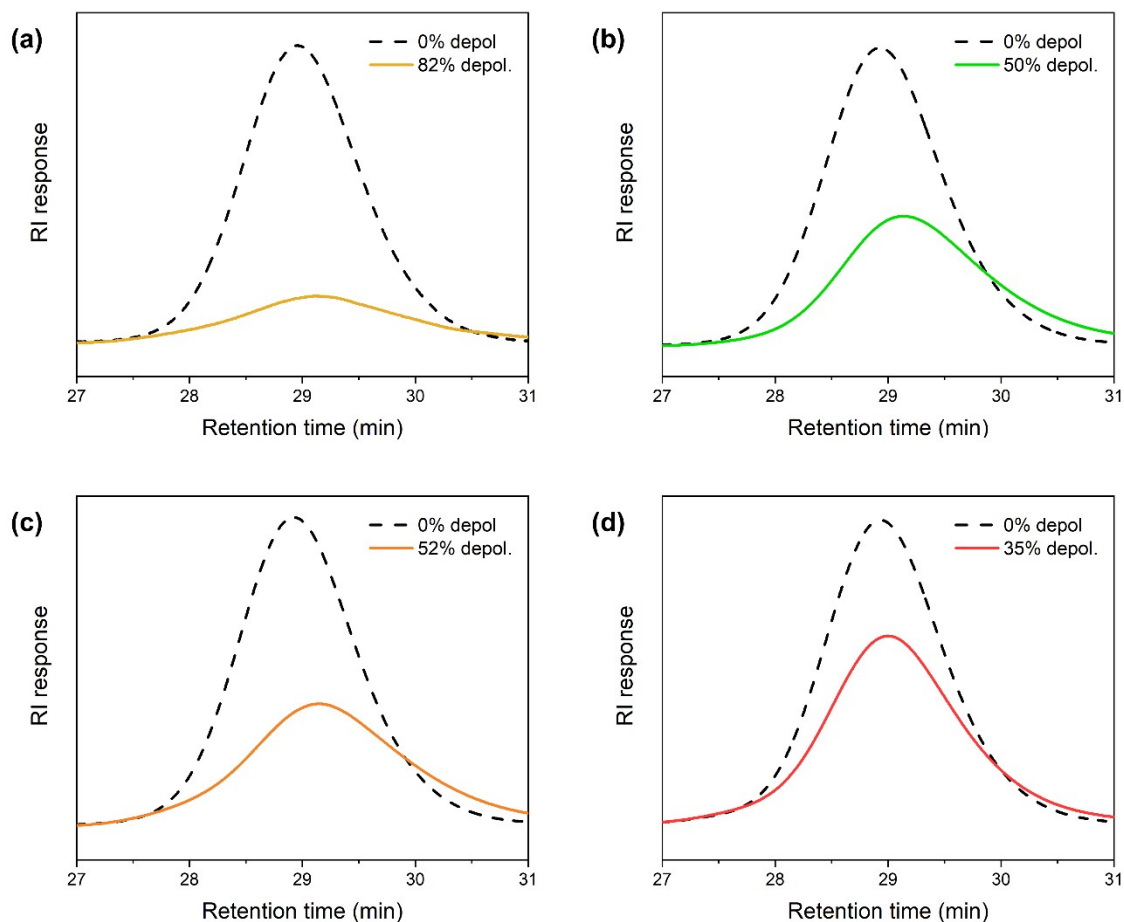 (a)
0% depol
82% depol.
RI response
27 28 29 30 31
Retention time (min)
(b)
0% depol
50% depol.
RI response
27 28 29 30 31
Retention time (min)
(c)
0% depol
52% depol.
RI response
27 28 29 30 31
Retention time (min)
(d)
0% depol
35% depol.
RI response
27 28 29 30 31
Retention time (min)